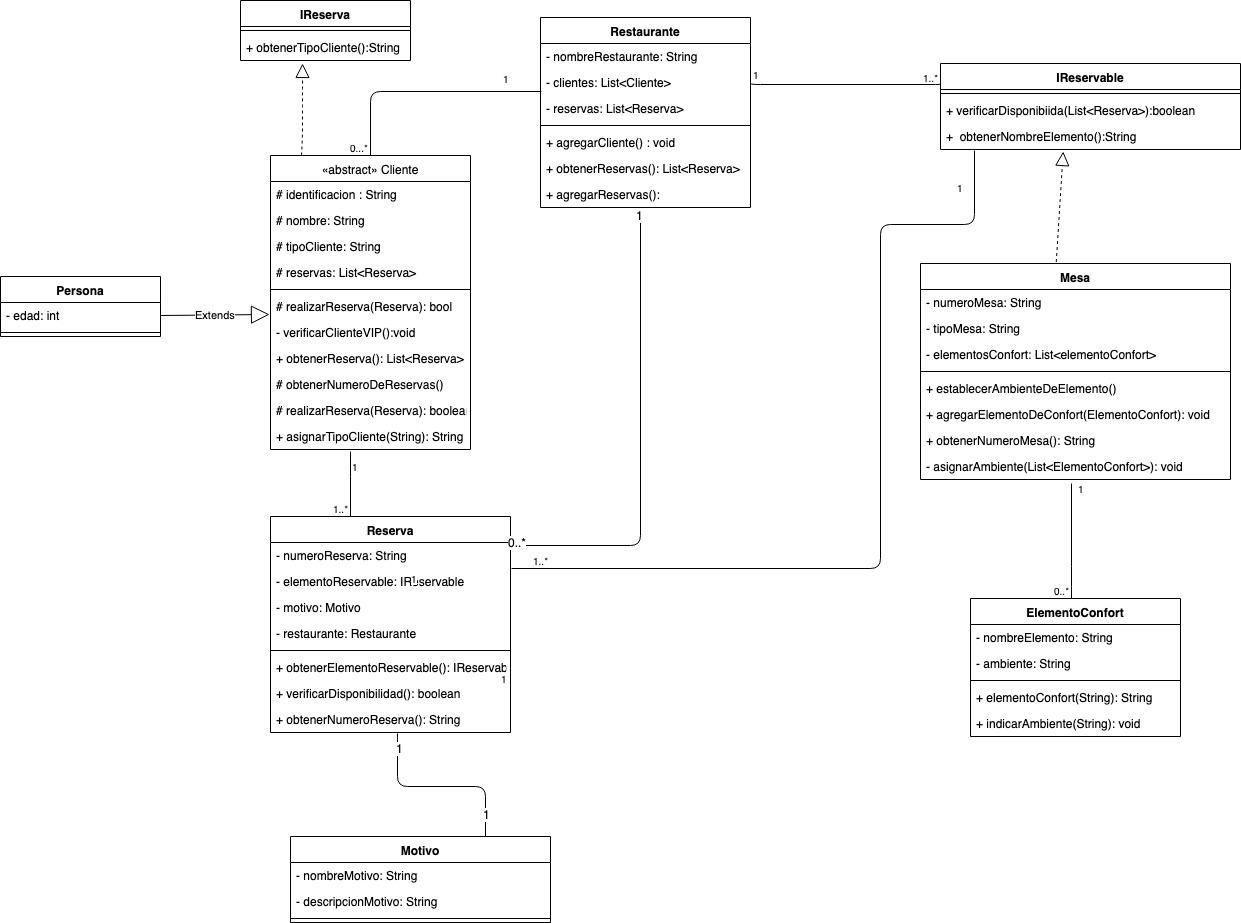 IReserva
+ obtenerTipoCliente():String
Restaurante
- nombreRestaurante: String
- clientes: List<Cliente>
- reservas: List<Reserva>
+ agregarCliente() : void
+ obtenerReservas(): List<Reserva>
+ agregarReservas():
1
0...*
1
1..*
IReservable
+ verificarDisponibiida(List<Reserva>):boolean
+ obtenerNombreElemento():String
«abstract» Cliente
# identificacion : String
# nombre: String
# tipoCliente: String
# reservas: List<Reserva>
# realizarReserva(Reserva): bool
- verificarClienteVIP():void
+ obtenerReserva(): List<Reserva>
# obtenerNumeroDeReservas()
# realizarReserva(Reserva): boolea
+ asignarTipoCliente(String): String
Persona
- edad: int
Extends
1
1
Mesa
- numeroMesa: String
- tipoMesa: String
- elementosConfort: List<elementoConfort>
+ establecerAmbienteDeElemento()
+ agregarElementoDeConfort(ElementoConfort): void
+ obtenerNumeroMesa(): String
- asignarAmbiente(List<ElementoConfort>): void
1
1..*
Reserva
- numeroReserva: String
- elementoReservable: IReservable
1
- motivo: Motivo
- restaurante: Restaurante
+ obtenerElementoReservable(): IReservab
1
+ verificarDisponibilidad(): boolean
+ obtenerNumeroReserva(): String
0..*
1..*
1
0..*
ElementoConfort
- nombreElemento: String
- ambiente: String
+ elementoConfort(String): String
+ indicarAmbiente(String): void
1
1
Motivo
- nombreMotivo: String
- descripcionMotivo: String